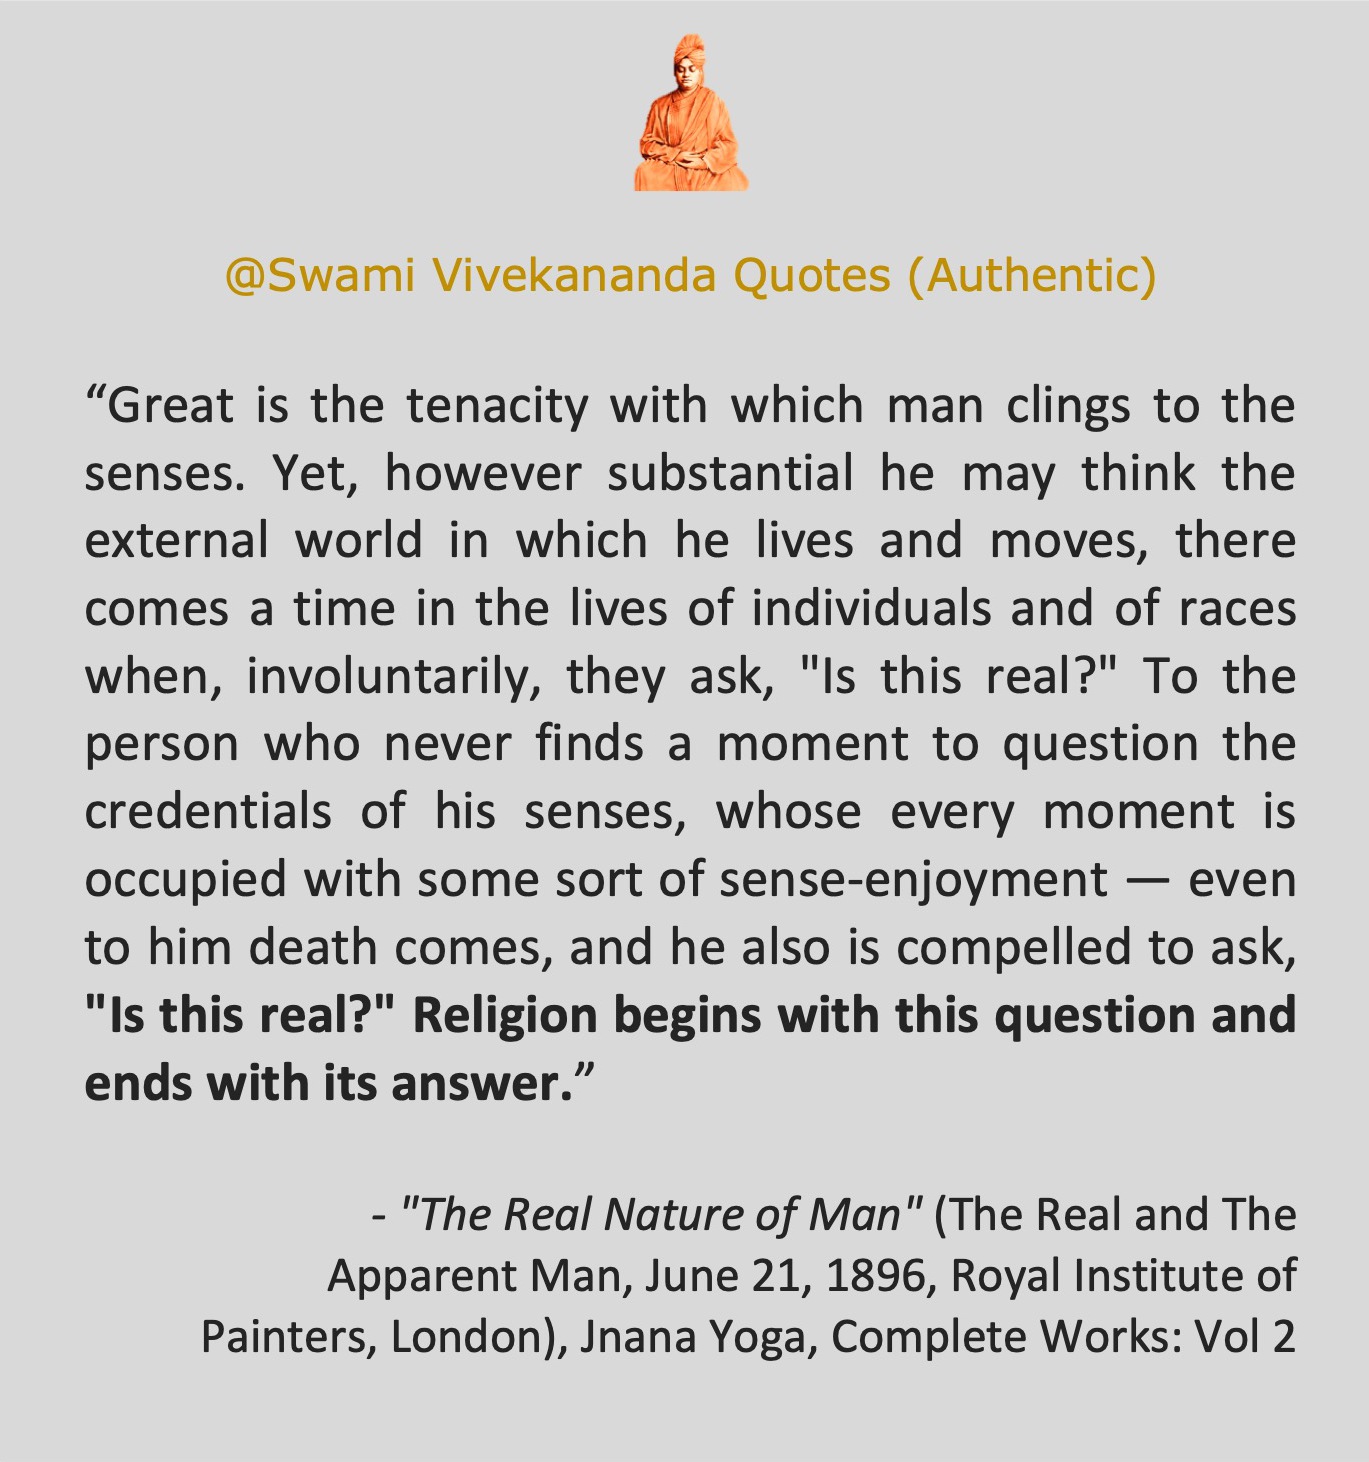 @Swami Vivekananda Quotes (Authentic)
“Great is the tenacity with which man clings to the
senses. Yet, however substantial he may think the
external world in which he lives and moves, there
comes a time in the lives of individuals and of races
when, involuntarily, they ask, "Is this real?" To the
person who never finds a moment to question the
credentials of his senses, whose every moment is
occupied with some sort of sense-enjoyment — even
to him death comes, and he also is compelled to ask,
"Is this real?" Religion begins with this question and
ends with its answer.”
- "The Real Nature of Man" (The Real and The
Apparent Man, June 21, 1896, Royal Institute of
Painters, London), Jnana Yoga, Complete Works: Vol 2